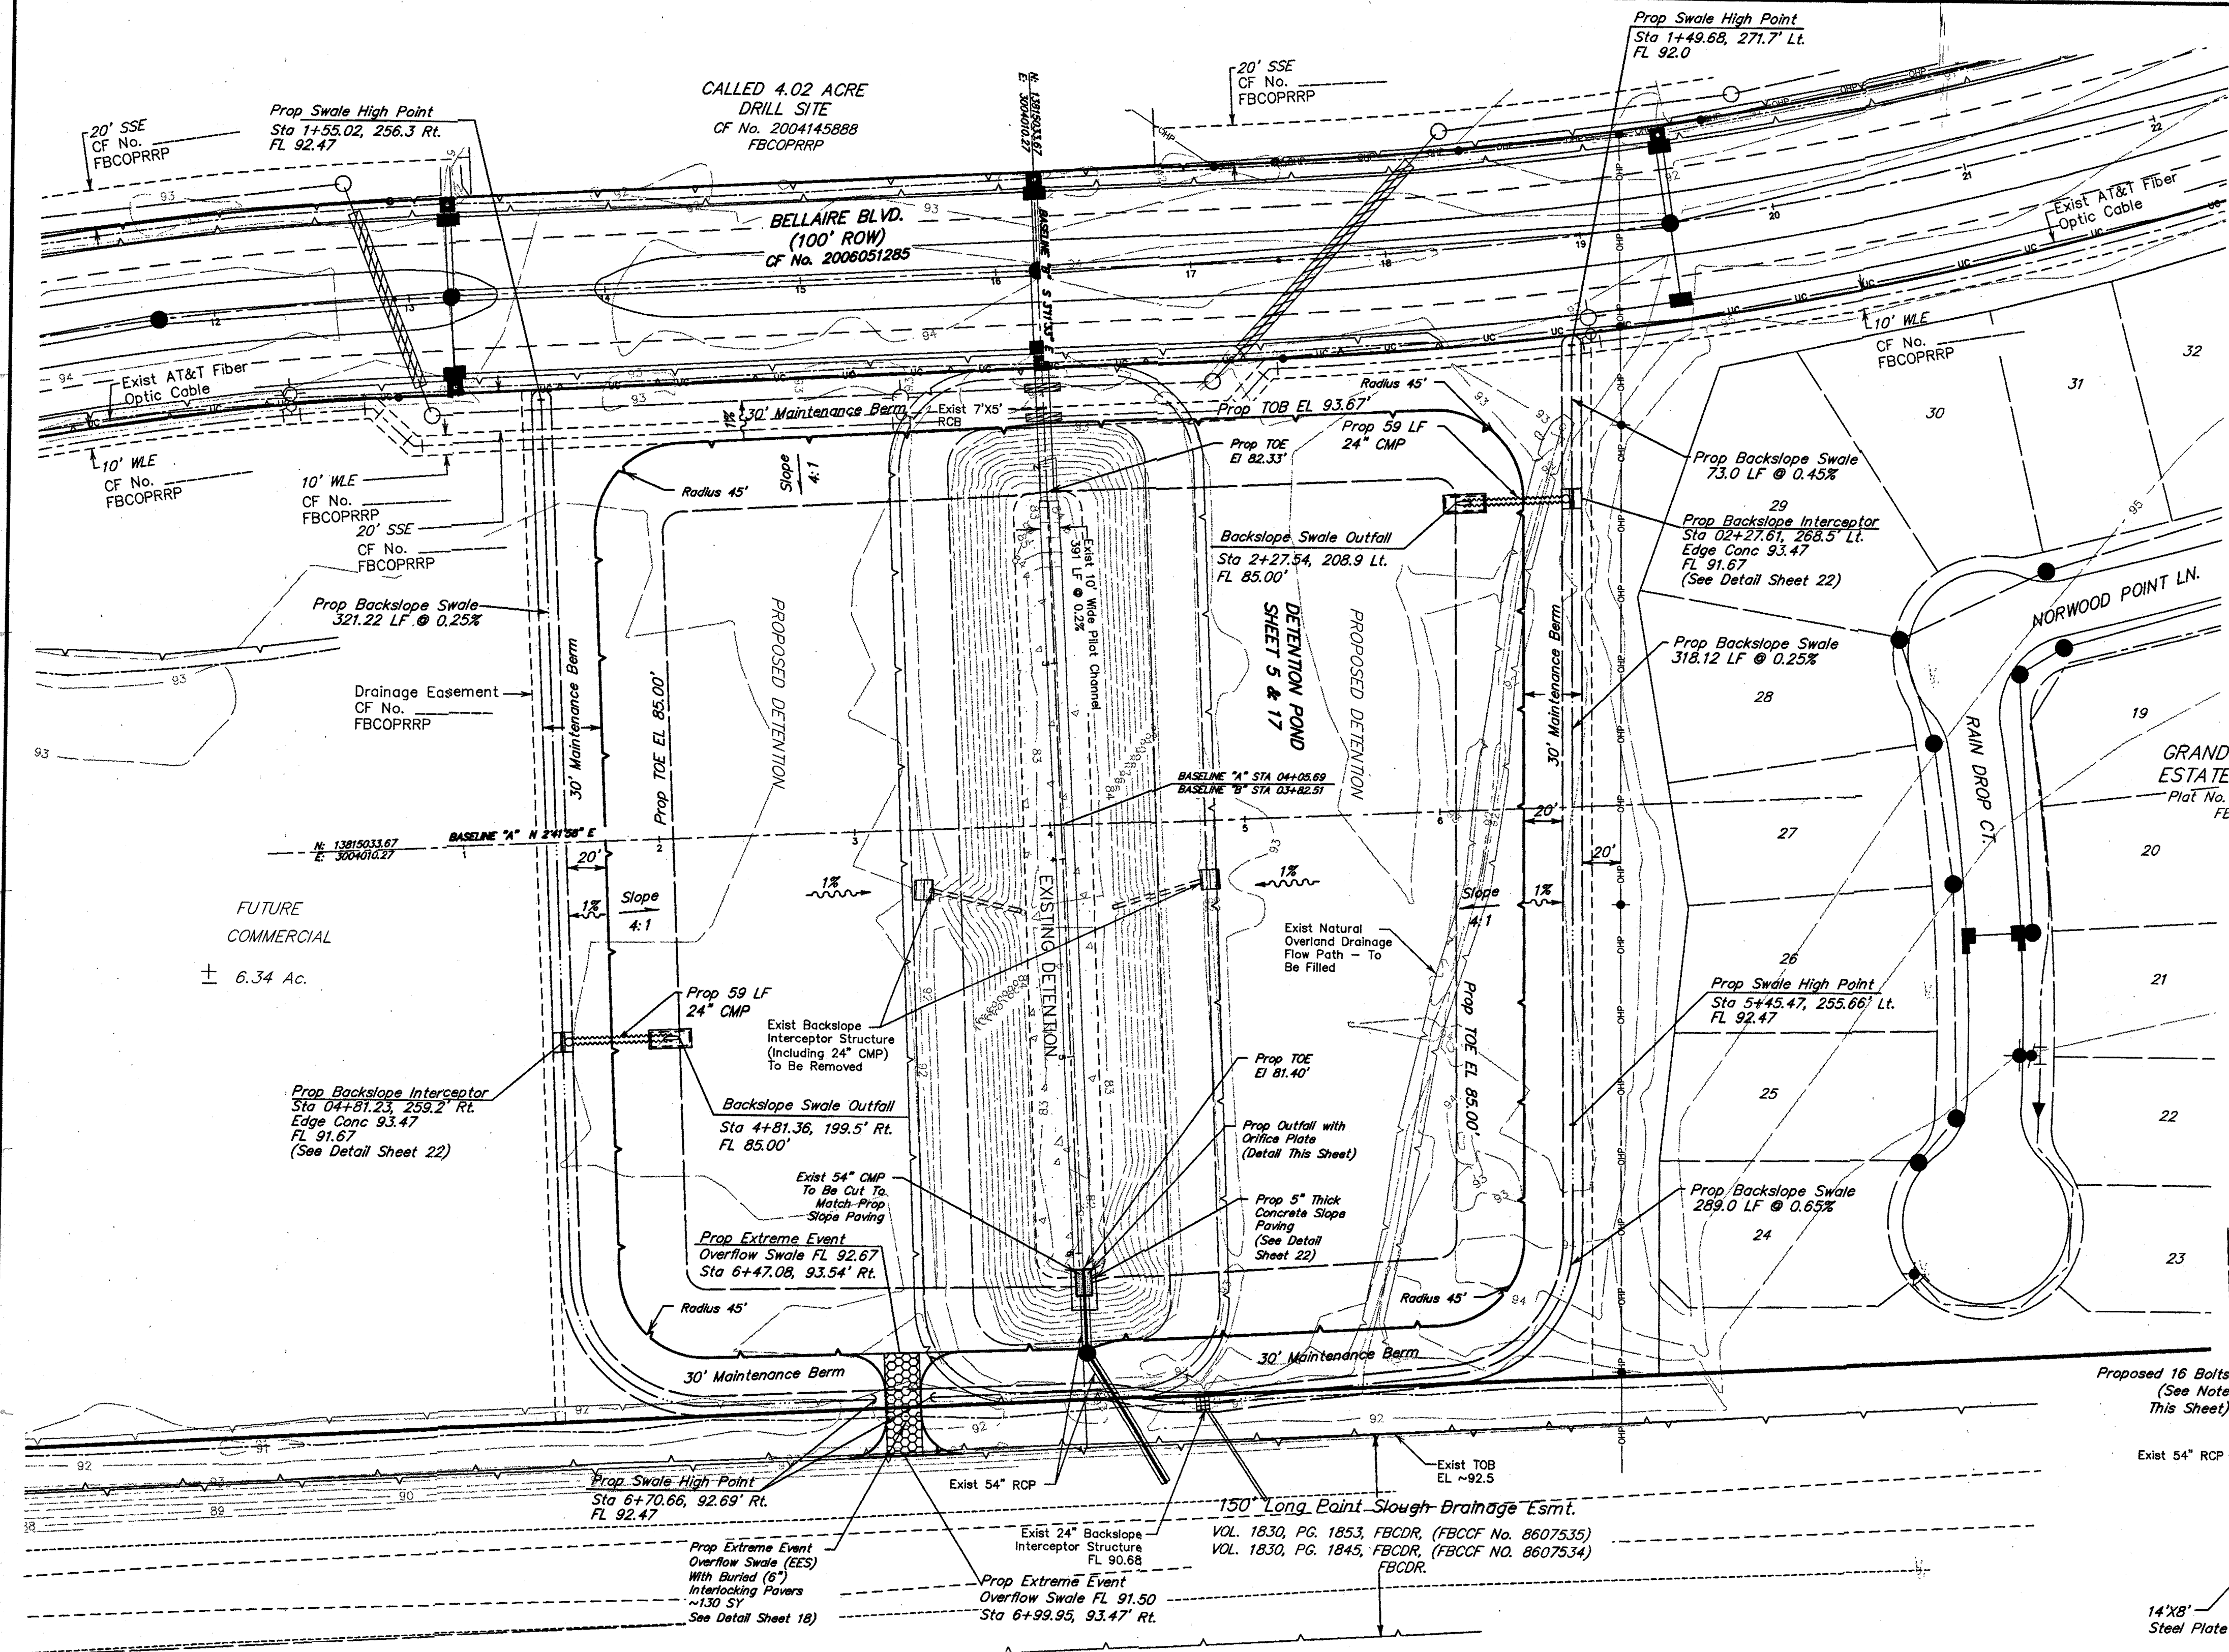 Prop Swale High Point
Sta 1+49.68, 271.7' Lt.
FL 92.0
20' SSE
CF No.
FBCOPRRP
CALLED 4.02 ACRE
DRILL SITE
CF No. 2004145888
FBCOPRRP
N: 13815033.67
E: 3004010.27
20' SSE
CF No.
FBCOPRRP
Prop Swale High Point
Sta 1+55.02, 256.3 Rt.
FL 92.47
BELLAIRE BLVD.
(100' ROW)
CF No. 2006051285
BASELINE "B"
Exist AT&T Fiber
Optic Cable
12
13
14
15
16
17
18
19
20
21
22
Exist AT&T Fiber
Optic Cable
10' WLE
CF No.
FBCOPRRP
32
31
30
29
30' Maintenance Berm
1%
Exist 7'X5'
RCB
Radius 45'
Prop TOB EL 93.67'
Prop 59 LF
24" CMP
Prop TOE
El 82.33'
10' WLE
CF No.
FBCOPRRP
10' WLE
CF No.
FBCOPRRP
20' SSE
CF No.
FBCOPRRP
Radius 45'
Slope
4:1
Prop Backslope Swale
73.0 LF @ 0.45%
Prop Backslope Interceptor
Sta 02+27.61, 268.5' Lt.
Edge Conc 93.47
FL 91.67
(See Detail Sheet 22)
Backslope Swale Outfall
Sta 2+27.54, 208.9 Lt.
FL 85.00'
Exist 10' Wide Pilot Channel
391 LF @ 0.2%
Prop Backslope Swale
321.22 LF @ 0.25%
30' Maintenance Berm
Prop TOE EL 85.00'
PROPOSED DETENTION
DETENTION POND
SHEET 5 & 17
PROPOSED DETENTION
30' Maintenance Berm
Prop Backslope Swale
318.12 LF @ 0.25%
NORWOOD POINT LN.
RAIN DROP CT.
28
19
Drainage Easement
CF No.
FBCOPRRP
GRAND
ESTATE
Plat No.
BASELINE "A" STA 04+05.69
BASELINE "B" STA 03+82.51
BASELINE "A" N 2°41'58" E
N: 13815033.67
E: 3004010.27
1
2
3
4
5
6
20'
20'
20'
27
20
FUTURE
COMMERCIAL
± 6.34 Ac.
1%
Slope
4:1
1%
1%
Slope
4:1
1%
EXISTING DETENTION
Exist Natural
Overland Drainage
Flow Path - To
Be Filled
26
21
Prop Swale High Point
Sta 5+45.47, 255.66' Lt.
FL 92.47
Prop 59 LF
24" CMP
Exist Backslope
Interceptor Structure
(Including 24" CMP)
To Be Removed
Prop TOE EL 85.00'
Prop TOE
El 81.40'
Prop Backslope Interceptor
Sta 04+81.23, 259.2' Rt.
Edge Conc 93.47
FL 91.67
(See Detail Sheet 22)
Backslope Swale Outfall
Sta 4+81.36, 199.5' Rt.
FL 85.00'
Prop Outfall with
Orifice Plate
(Detail This Sheet)
25
22
Exist 54" CMP
To Be Cut To
Match Prop
Slope Paving
Prop 5" Thick
Concrete Slope
Paving
(See Detail
Sheet 22)
Prop Backslope Swale
289.0 LF @ 0.65%
24
23
Prop Extreme Event
Overflow Swale FL 92.67
Sta 6+47.08, 93.54' Rt.
Radius 45'
Radius 45'
30' Maintenance Berm
30' Maintenance Berm
Proposed 16 Bolts
(See Note
This Sheet)
Exist 54" RCP
Exist TOB
EL ~92.5
Prop Swale High Point
Sta 6+70.66, 92.69' Rt.
FL 92.47
Exist 54" RCP
150' Long Point Slough Drainage Esmt.
VOL. 1830, PG. 1853, FBCDR, (FBCCF No. 8607535)
VOL. 1830, PG. 1845, FBCDR, (FBCCF NO. 8607534)
FBCDR.
Exist 24" Backslope
Interceptor Structure
FL 90.68
Prop Extreme Event
Overflow Swale (EES)
With Buried (6")
Interlocking Pavers
~130 SY
See Detail Sheet 18)
Prop Extreme Event
Overflow Swale FL 91.50
Sta 6+99.95, 93.47' Rt.
14'X8'
Steel Plate